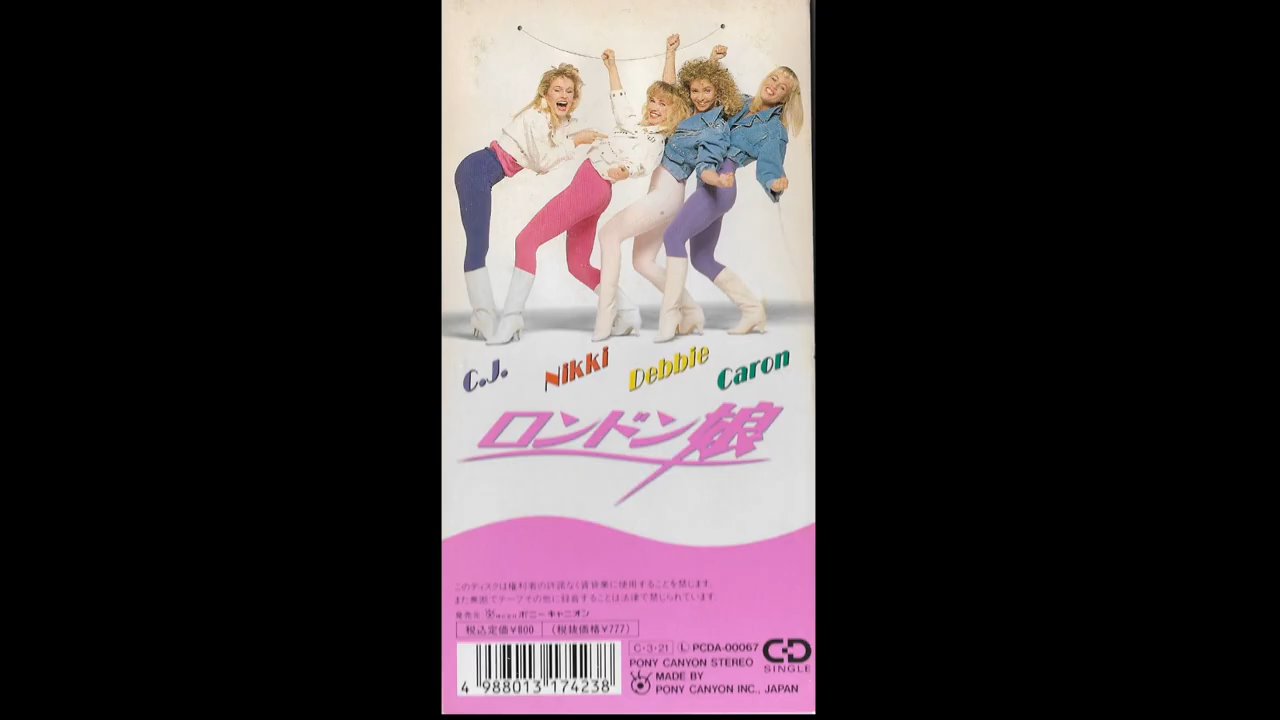 C.J. Nikki Debbie Caron
ロンドン娘
このディスクは権利者の許諾なく賃貸業に使用することを禁じます。
また無断でテープその他に録音することは法律で禁じられています。
発売元 ポニーキャニオン
税込定価¥800 (税抜価格¥777)
C・3・21 Ⓛ PCDA-00067
CD SINGLE
PONY CANYON STEREO
MADE BY
PONY CANYON INC., JAPAN
4 988013 174238